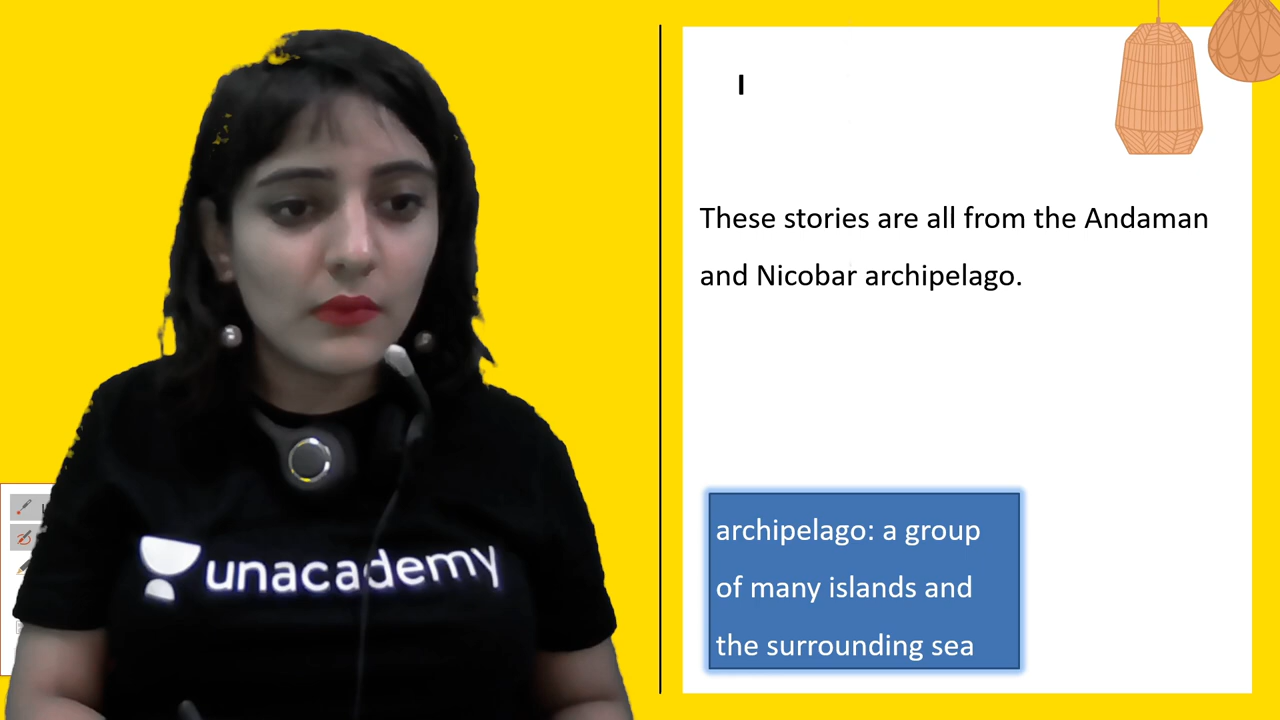 I
These stories are all from the Andaman
and Nicobar archipelago.
archipelago: a group
of many islands and
the surrounding sea
unacademy